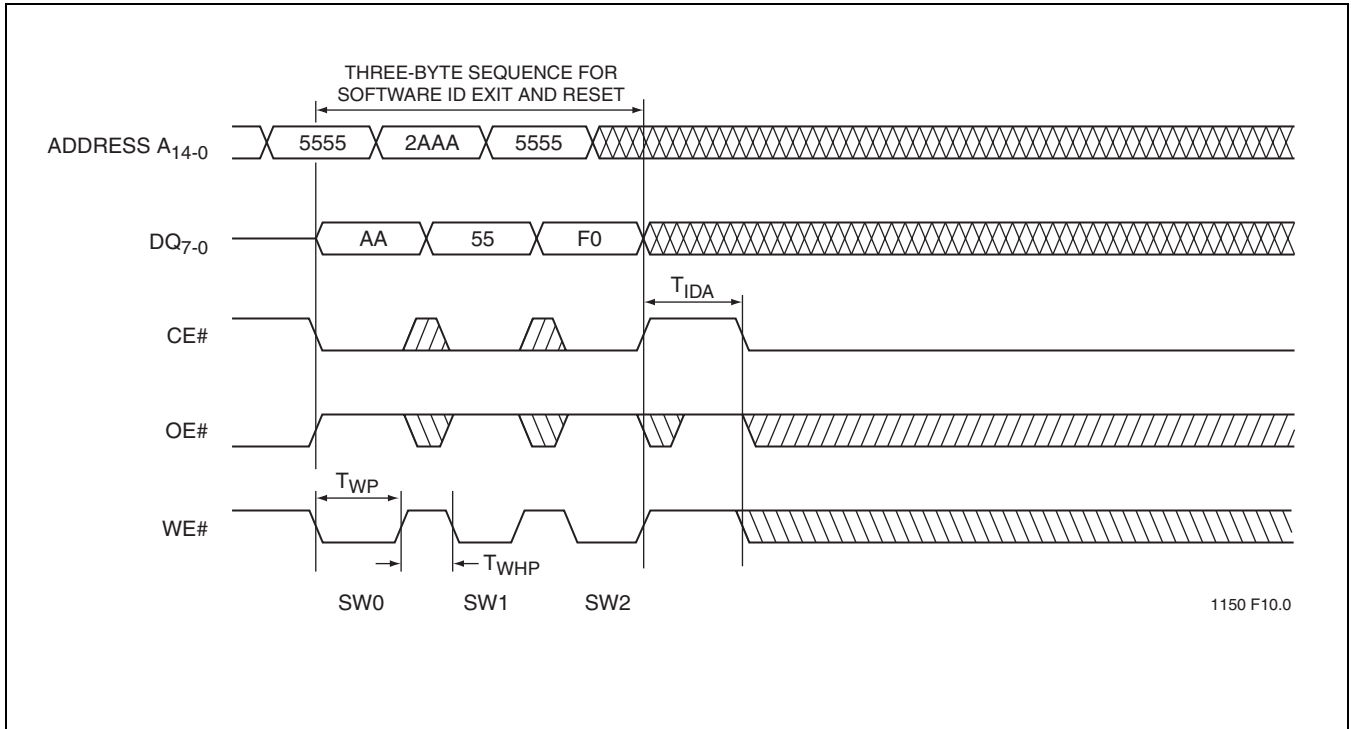 THREE-BYTE SEQUENCE FOR
SOFTWARE ID EXIT AND RESET
ADDRESS A14-0 5555 2AAA 5555
DQ7-0 AA 55 F0
TIDA
CE#
OE#
TWP
WE#
TWHP
SW0 SW1 SW2
1150 F10.0